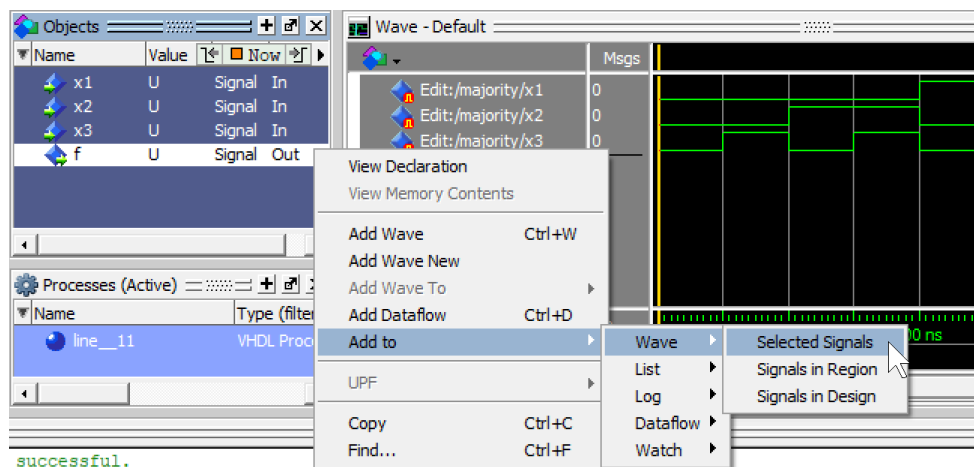 Objects
Name Value Now
x1 U Signal In
x2 U Signal In
x3 U Signal In
f U Signal Out
Processes (Active)
Name Type (filter
line__11 VHDL Proc
successful.
Wave - Default
Msgs
Edit:/majority/x1 0
Edit:/majority/x2 0
Edit:/majority/x3 0
00 ns
View Declaration
View Memory Contents
Add Wave Ctrl+W
Add Wave New
Add Wave To
Add Dataflow Ctrl+D
Add to
UPF
Copy Ctrl+C
Find... Ctrl+F
Wave
List
Log
Dataflow
Watch
Selected Signals
Signals in Region
Signals in Design